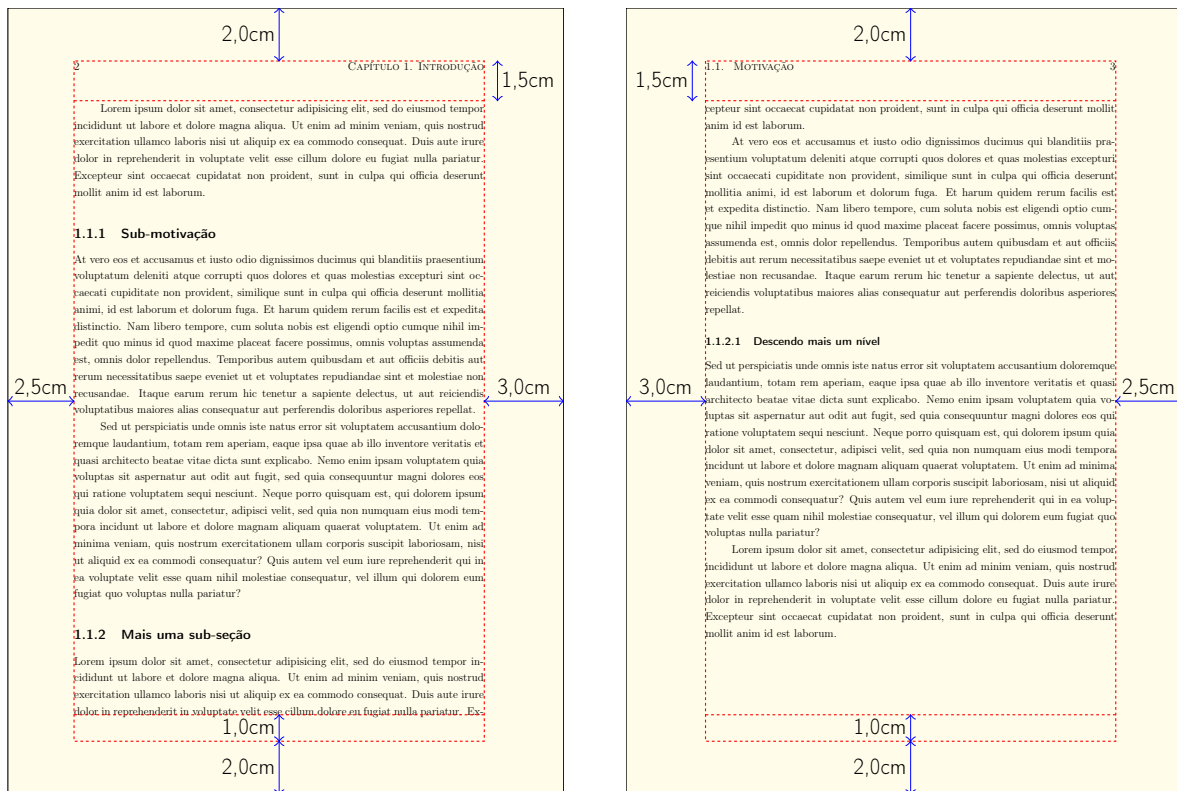 2,0cm
2 CAPÍTULO 1. INTRODUÇÃO
1,5cm
Lorem ipsum dolor sit amet, consectetur adipisicing elit, sed do eiusmod tempor
incididunt ut labore et dolore magna aliqua. Ut enim ad minim veniam, quis nostrud
exercitation ullamco laboris nisi ut aliquip ex ea commodo consequat. Duis aute irure
dolor in reprehenderit in voluptate velit esse cillum dolore eu fugiat nulla pariatur.
Excepteur sint occaecat cupidatat non proident, sunt in culpa qui officia deserunt
mollit anim id est laborum.
1.1.1 Sub-motivação
At vero eos et accusamus et iusto odio dignissimos ducimus qui blanditiis praesentium
voluptatum deleniti atque corrupti quos dolores et quas molestias excepturi sint oc-
caecati cupiditate non provident, similique sunt in culpa qui officia deserunt mollitia
animi, id est laborum et dolorum fuga. Et harum quidem rerum facilis est et expedita
distinctio. Nam libero tempore, cum soluta nobis est eligendi optio cumque nihil im-
pedit quo minus id quod maxime placeat facere possimus, omnis voluptas assumenda
est, omnis dolor repellendus. Temporibus autem quibusdam et aut officiis debitis aut
rerum necessitatibus saepe eveniet ut et voluptates repudiandae sint et molestiae non
recusandae. Itaque earum rerum hic tenetur a sapiente delectus, ut aut reiciendis
voluptatibus maiores alias consequatur aut perferendis doloribus asperiores repellat.
2,5cm
3,0cm
Sed ut perspiciatis unde omnis iste natus error sit voluptatem accusantium dolo-
remque laudantium, totam rem aperiam, eaque ipsa quae ab illo inventore veritatis et
quasi architecto beatae vitae dicta sunt explicabo. Nemo enim ipsam voluptatem quia
voluptas sit aspernatur aut odit aut fugit, sed quia consequuntur magni dolores eos
qui ratione voluptatem sequi nesciunt. Neque porro quisquam est, qui dolorem ipsum
quia dolor sit amet, consectetur, adipisci velit, sed quia non numquam eius modi tem-
pora incidunt ut labore et dolore magnam aliquam quaerat voluptatem. Ut enim ad
minima veniam, quis nostrum exercitationem ullam corporis suscipit laboriosam, nisi
ut aliquid ex ea commodi consequatur? Quis autem vel eum iure reprehenderit qui in
ea voluptate velit esse quam nihil molestiae consequatur, vel illum qui dolorem eum
fugiat quo voluptas nulla pariatur?
1.1.2 Mais uma sub-seção
Lorem ipsum dolor sit amet, consectetur adipisicing elit, sed do eiusmod tempor in-
cididunt ut labore et dolore magna aliqua. Ut enim ad minim veniam, quis nostrud
exercitation ullamco laboris nisi ut aliquip ex ea commodo consequat. Duis aute irure
dolor in reprehenderit in voluptate velit esse cillum dolore eu fugiat nulla pariatur. Ex-
1,0cm
2,0cm
2,0cm
1.1. MOTIVAÇÃO 3
1,5cm
cepteur sint occaecat cupidatat non proident, sunt in culpa qui officia deserunt mollit
anim id est laborum.
At vero eos et accusamus et iusto odio dignissimos ducimus qui blanditiis pra-
esentium voluptatum deleniti atque corrupti quos dolores et quas molestias excepturi
sint occaecati cupiditate non provident, similique sunt in culpa qui officia deserunt
mollitia animi, id est laborum et dolorum fuga. Et harum quidem rerum facilis est
et expedita distinctio. Nam libero tempore, cum soluta nobis est eligendi optio cum-
que nihil impedit quo minus id quod maxime placeat facere possimus, omnis voluptas
assumenda est, omnis dolor repellendus. Temporibus autem quibusdam et aut officiis
debitis aut rerum necessitatibus saepe eveniet ut et voluptates repudiandae sint et mo-
lestiae non recusandae. Itaque earum rerum hic tenetur a sapiente delectus, ut aut
reiciendis voluptatibus maiores alias consequatur aut perferendis doloribus asperiores
repellat.
1.1.2.1 Descendo mais um nível
Sed ut perspiciatis unde omnis iste natus error sit voluptatem accusantium doloremque
laudantium, totam rem aperiam, eaque ipsa quae ab illo inventore veritatis et quasi
architecto beatae vitae dicta sunt explicabo. Nemo enim ipsam voluptatem quia vo-
luptas sit aspernatur aut odit aut fugit, sed quia consequuntur magni dolores eos qui
ratione voluptatem sequi nesciunt. Neque porro quisquam est, qui dolorem ipsum quia
dolor sit amet, consectetur, adipisci velit, sed quia non numquam eius modi tempora
incidunt ut labore et dolore magnam aliquam quaerat voluptatem. Ut enim ad minima
veniam, quis nostrum exercitationem ullam corporis suscipit laboriosam, nisi ut aliquid
ex ea commodi consequatur? Quis autem vel eum iure reprehenderit qui in ea volup-
tate velit esse quam nihil molestiae consequatur, vel illum qui dolorem eum fugiat quo
voluptas nulla pariatur?
3,0cm
2,5cm
Lorem ipsum dolor sit amet, consectetur adipisicing elit, sed do eiusmod tempor
incididunt ut labore et dolore magna aliqua. Ut enim ad minim veniam, quis nostrud
exercitation ullamco laboris nisi ut aliquip ex ea commodo consequat. Duis aute irure
dolor in reprehenderit in voluptate velit esse cillum dolore eu fugiat nulla pariatur.
Excepteur sint occaecat cupidatat non proident, sunt in culpa qui officia deserunt
mollit anim id est laborum.
1,0cm
2,0cm